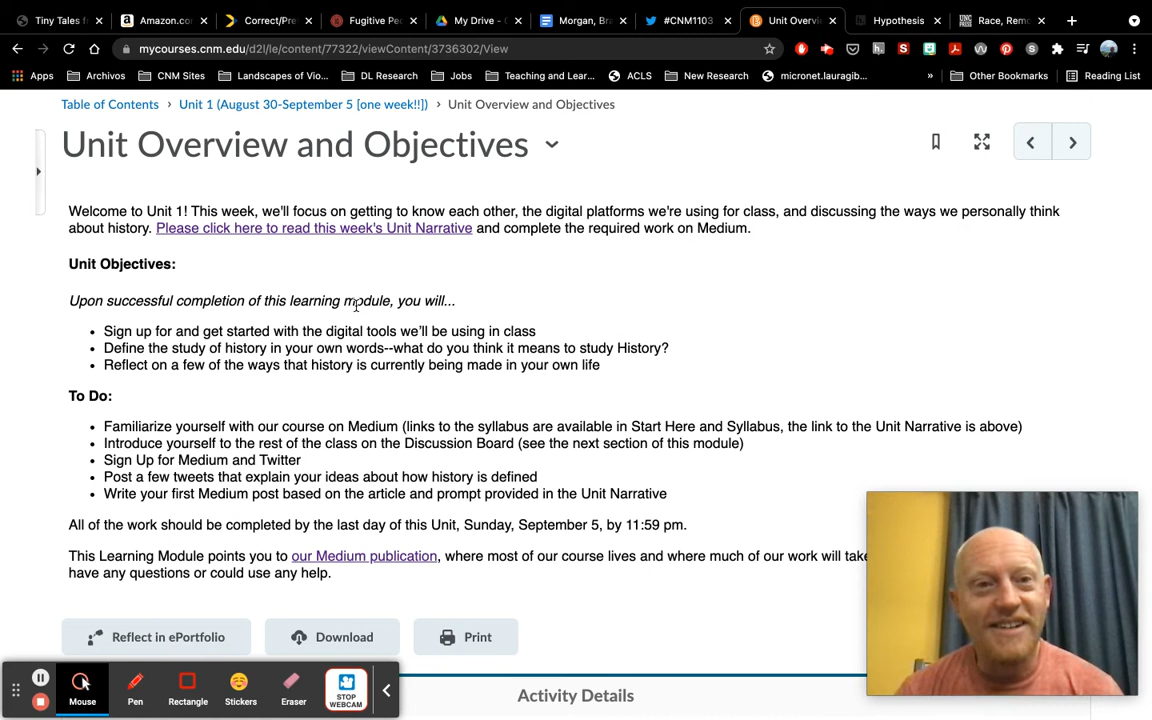 Tiny Tales f
Amazon.co
Correct/Pre
Fugitive Pe
My Drive - G
Morgan, Bra
#CNM1103
Unit Overvi
Hypothesis
Race, Remo
mycourses.cnm.edu/d2l/le/content/77322/viewContent/3736302/View
Apps Archivos CNM Sites Landscapes of Vio... DL Research Jobs Teaching and Lear... ACLS New Research micronet.lauragib... » Other Bookmarks Reading List
Table of Contents › Unit 1 (August 30-September 5 [one week!!]) › Unit Overview and Objectives
Unit Overview and Objectives
Welcome to Unit 1! This week, we'll focus on getting to know each other, the digital platforms we're using for class, and discussing the ways we personally think
about history. Please click here to read this week's Unit Narrative and complete the required work on Medium.
Unit Objectives:
Upon successful completion of this learning module, you will...
• Sign up for and get started with the digital tools we'll be using in class
• Define the study of history in your own words--what do you think it means to study History?
• Reflect on a few of the ways that history is currently being made in your own life
To Do:
• Familiarize yourself with our course on Medium (links to the syllabus are available in Start Here and Syllabus, the link to the Unit Narrative is above)
• Introduce yourself to the rest of the class on the Discussion Board (see the next section of this module)
• Sign Up for Medium and Twitter
• Post a few tweets that explain your ideas about how history is defined
• Write your first Medium post based on the article and prompt provided in the Unit Narrative
All of the work should be completed by the last day of this Unit, Sunday, September 5, by 11:59 pm.
This Learning Module points you to our Medium publication, where most of our course lives and where much of our work will take
have any questions or could use any help.
Reflect in ePortfolio Download Print
Mouse Pen Rectangle Stickers Eraser STOP WEBCAM
Activity Details